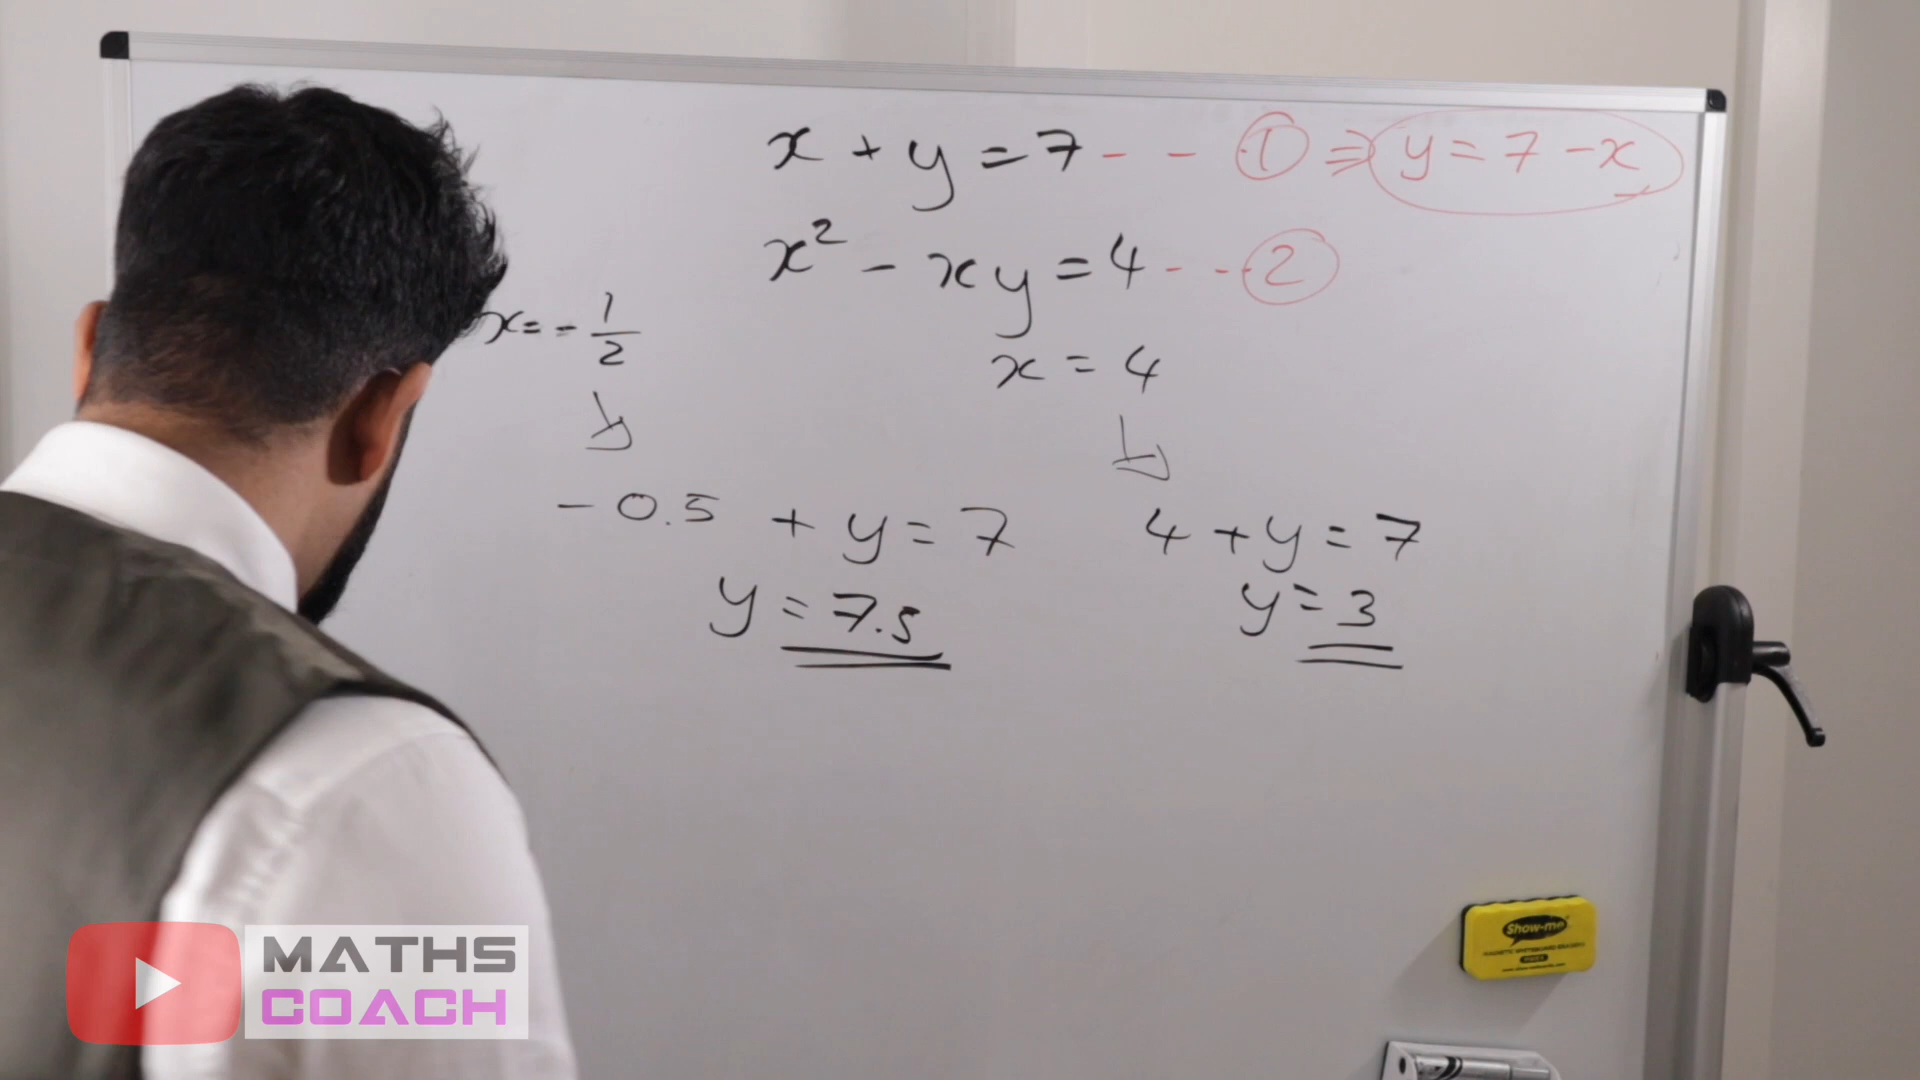 x + y = 7 - - ① ⇒ y = 7 - x
x² - xy = 4 - - - ②
x = - 1/2
x = 4
- 0.5 + y = 7
4 + y = 7
y = 7.5
y = 3
Show-me
MATHS
COACH